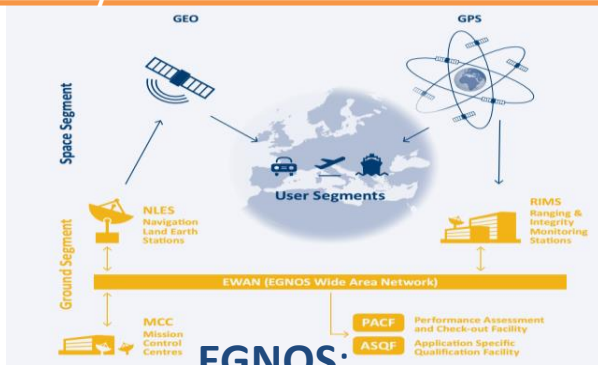 GEO
GPS
Space Segment
User Segments
NLES
Navigation
Land Earth
Stations
RIMS
Ranging &
Integrity
Monitoring
Stations
Ground Segment
EWAN (EGNOS Wide Area Network)
MCC
Mission
Control
Centres
PACF
Performance Assessment
and Check-out Facility
ASQF
Application Specific
Qualification Facility
EGNOS: